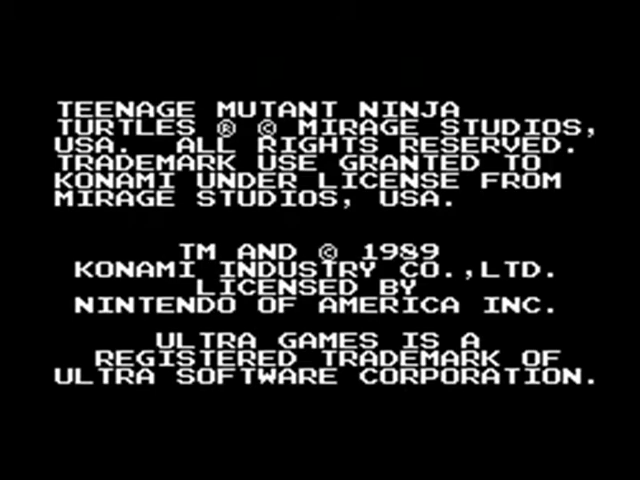 TEENAGE MUTANT NINJA
TURTLES ® © MIRAGE STUDIOS,
USA. ALL RIGHTS RESERVED.
TRADEMARK USE GRANTED TO
KONAMI UNDER LICENSE FROM
MIRAGE STUDIOS, USA.
TM AND © 1989
KONAMI INDUSTRY CO.,LTD.
LICENSED BY
NINTENDO OF AMERICA INC.
ULTRA GAMES IS A
REGISTERED TRADEMARK OF
ULTRA SOFTWARE CORPORATION.